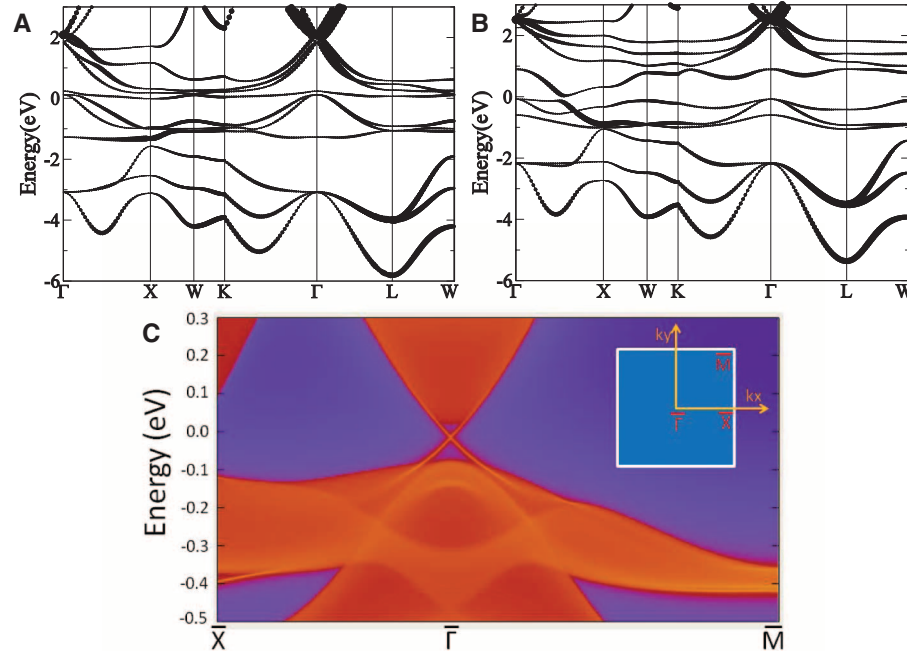 A
B
Energy(eV)
2
0
-2
-4
-6
Γ X W K Γ L W
Energy(eV)
2
0
-2
-4
-6
Γ X W K Γ L W
C
Energy (eV)
0.3
0.2
0.1
0.0
-0.1
-0.2
-0.3
-0.4
-0.5
X̅ Γ̅ M̅
ky
M̅
kx
Γ̅ X̅